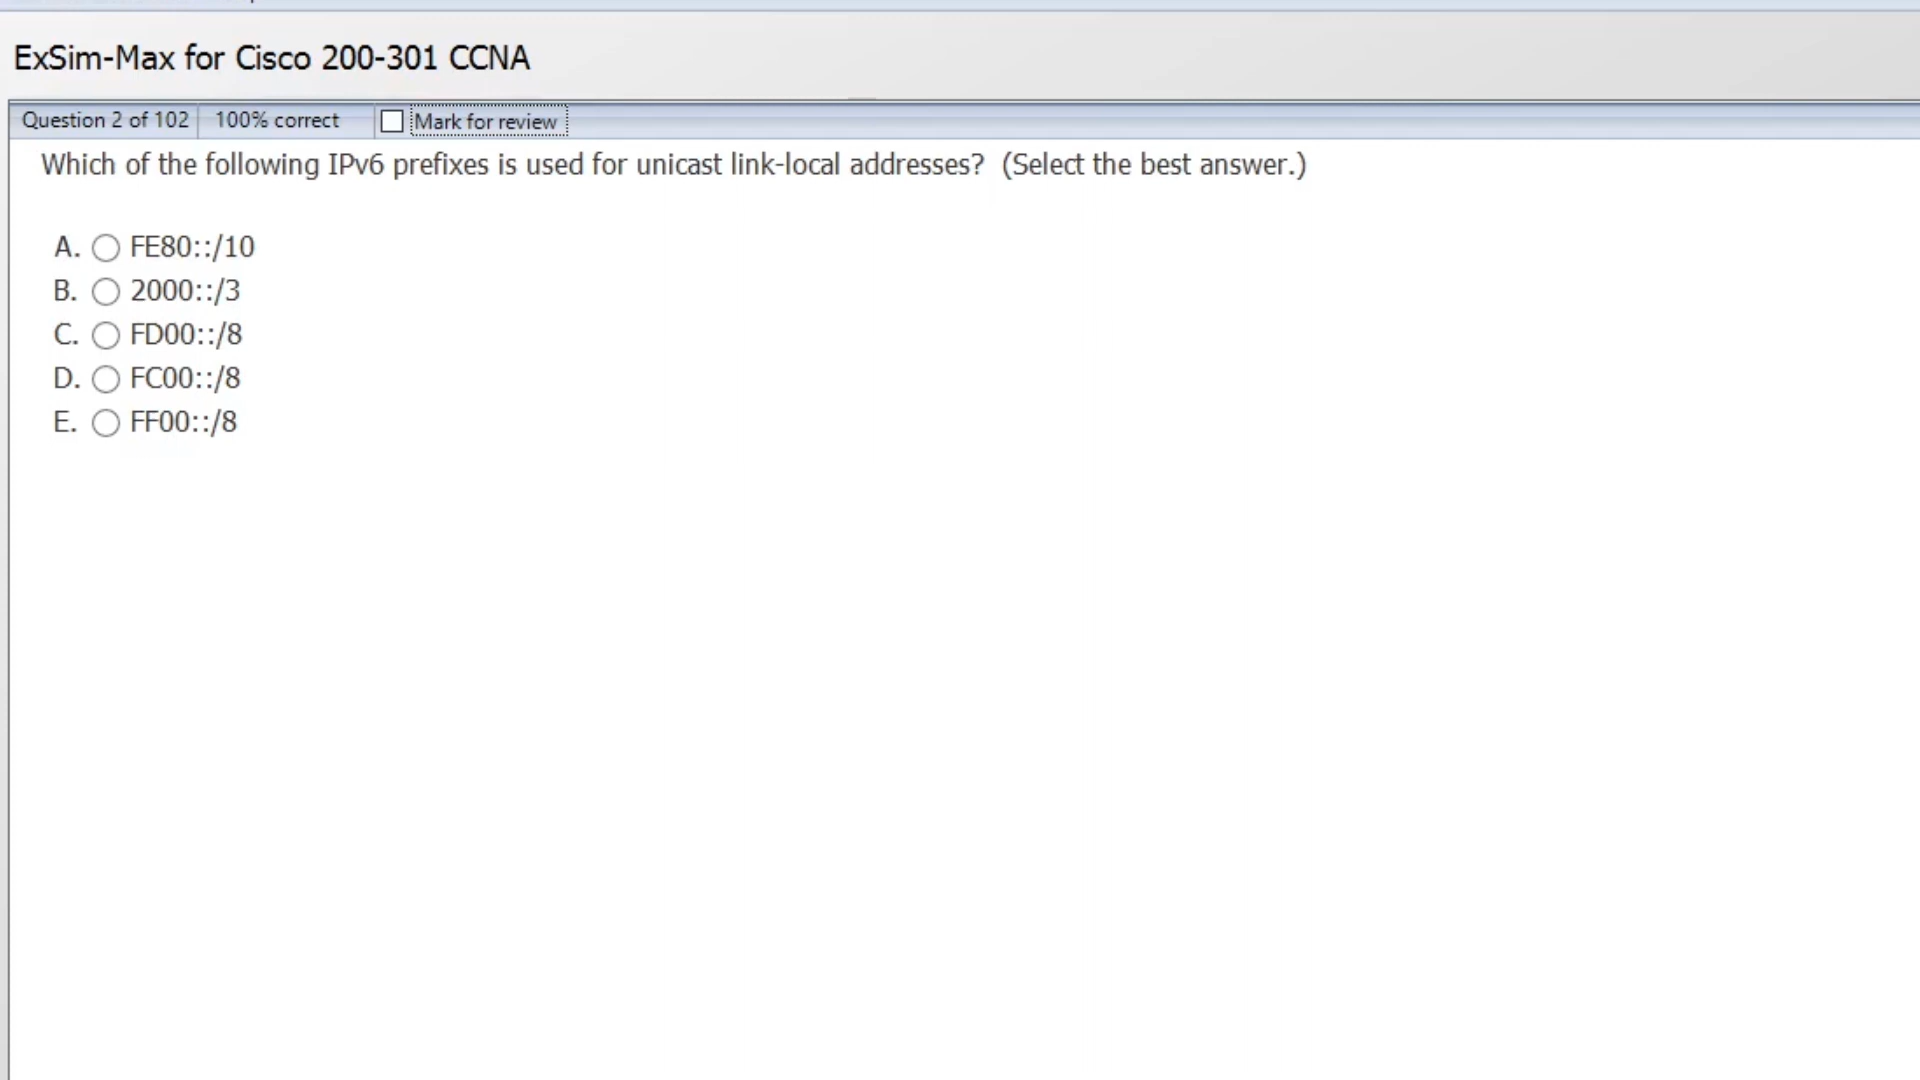 ExSim-Max for Cisco 200-301 CCNA
Question 2 of 102 100% correct Mark for review
Which of the following IPv6 prefixes is used for unicast link-local addresses? (Select the best answer.)
A. FE80::/10
B. 2000::/3
C. FD00::/8
D. FC00::/8
E. FF00::/8